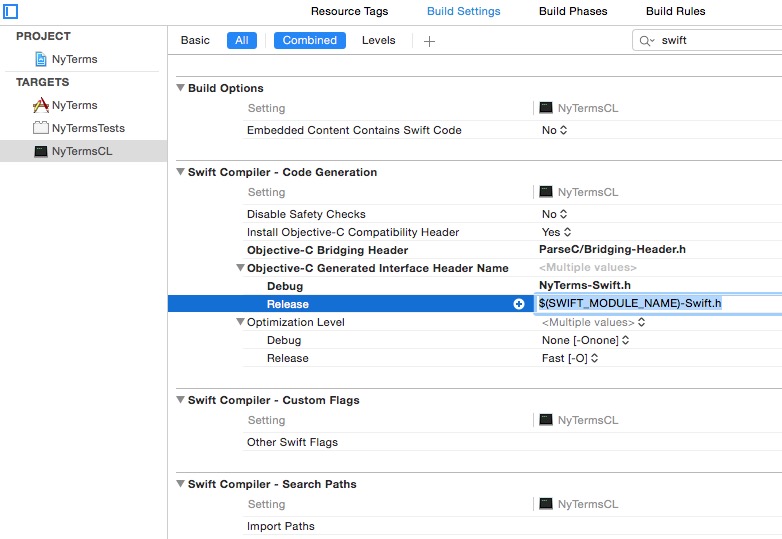 Resource Tags Build Settings Build Phases Build Rules
PROJECT
NyTerms
TARGETS
NyTerms
NyTermsTests
NyTermsCL
Basic All Combined Levels + swift
Build Options
Setting NyTermsCL
Embedded Content Contains Swift Code No
Swift Compiler - Code Generation
Setting NyTermsCL
Disable Safety Checks No
Install Objective-C Compatibility Header Yes
Objective-C Bridging Header ParseC/Bridging-Header.h
Objective-C Generated Interface Header Name <Multiple values>
Debug NyTerms-Swift.h
Release $(SWIFT_MODULE_NAME)-Swift.h
Optimization Level <Multiple values>
Debug None [-Onone]
Release Fast [-O]
Swift Compiler - Custom Flags
Setting NyTermsCL
Other Swift Flags
Swift Compiler - Search Paths
Setting NyTermsCL
Import Paths